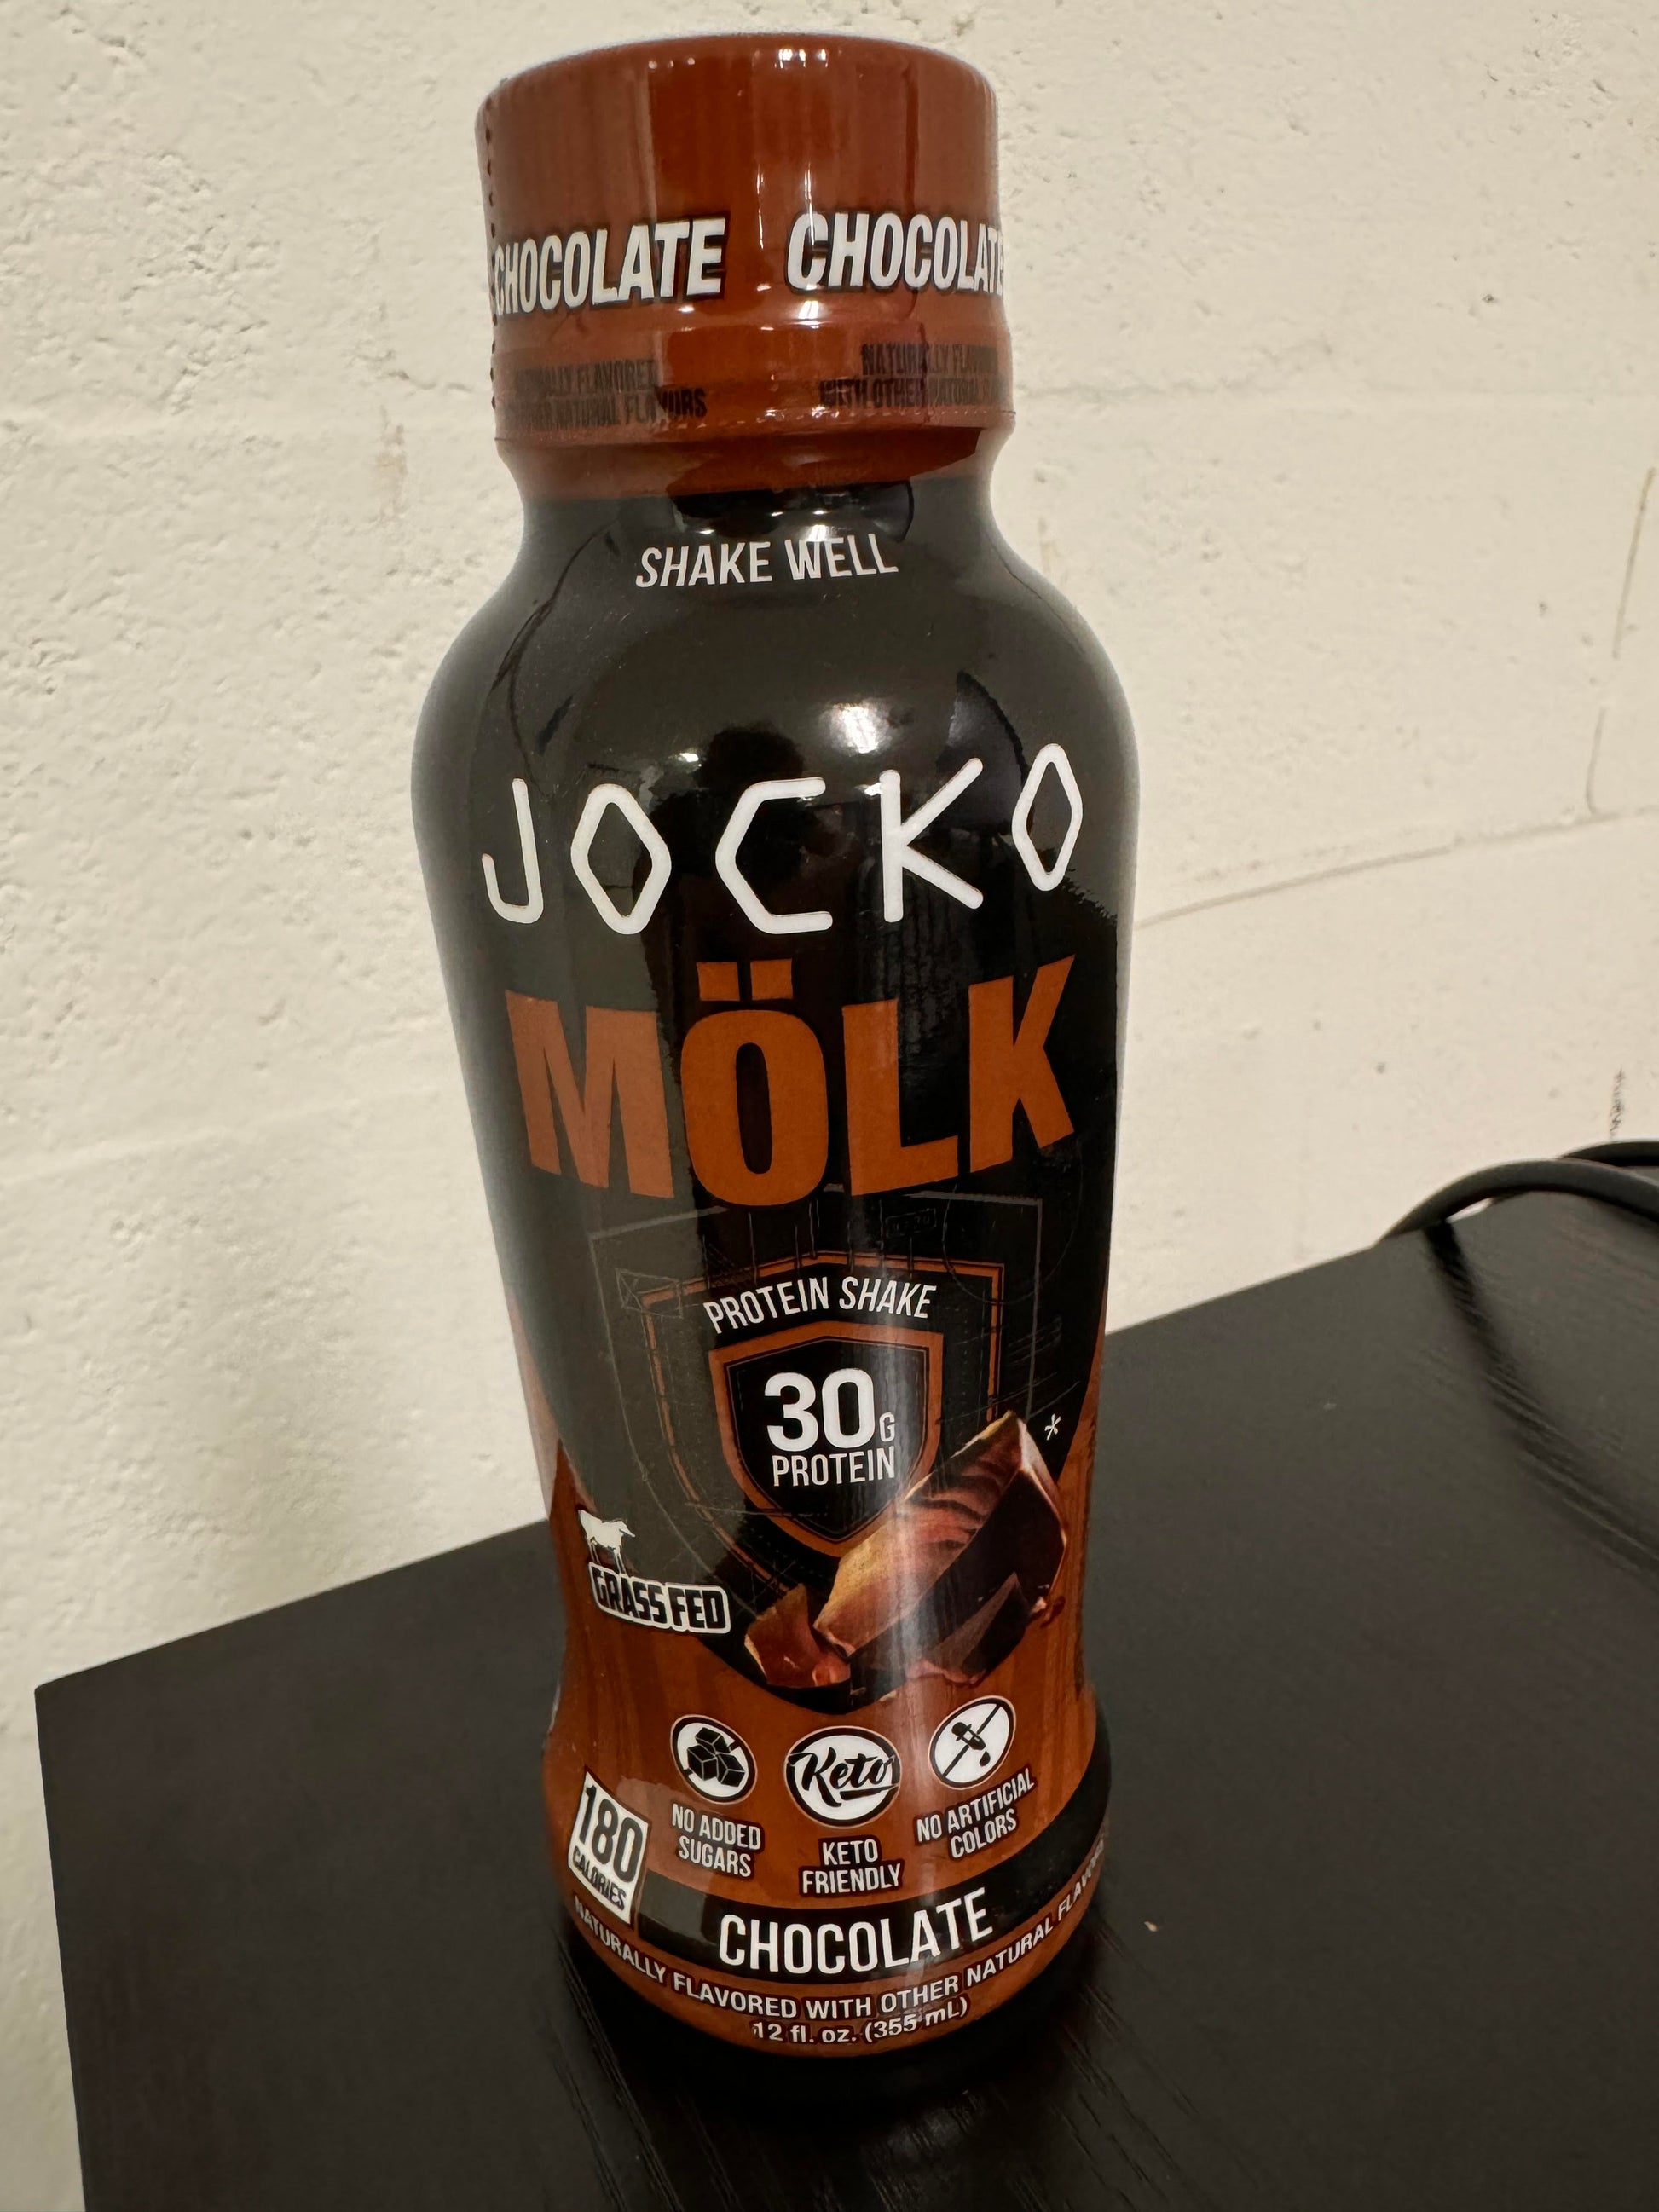 CHOCOLATE CHOCOLATE
NATURALLY FLAVORED
WITH OTHER NATURAL
SHAKE WELL
JOCKO
MÖLK
PROTEIN SHAKE
30G
PROTEIN
*
GRASS FED
Keto
NO ADDED
SUGARS
KETO
FRIENDLY
NO ARTIFICIAL
COLORS
180
CALORIES
CHOCOLATE
NATURALLY FLAVORED WITH OTHER NATURAL FLAVORS
12 fl. oz. (355 mL)